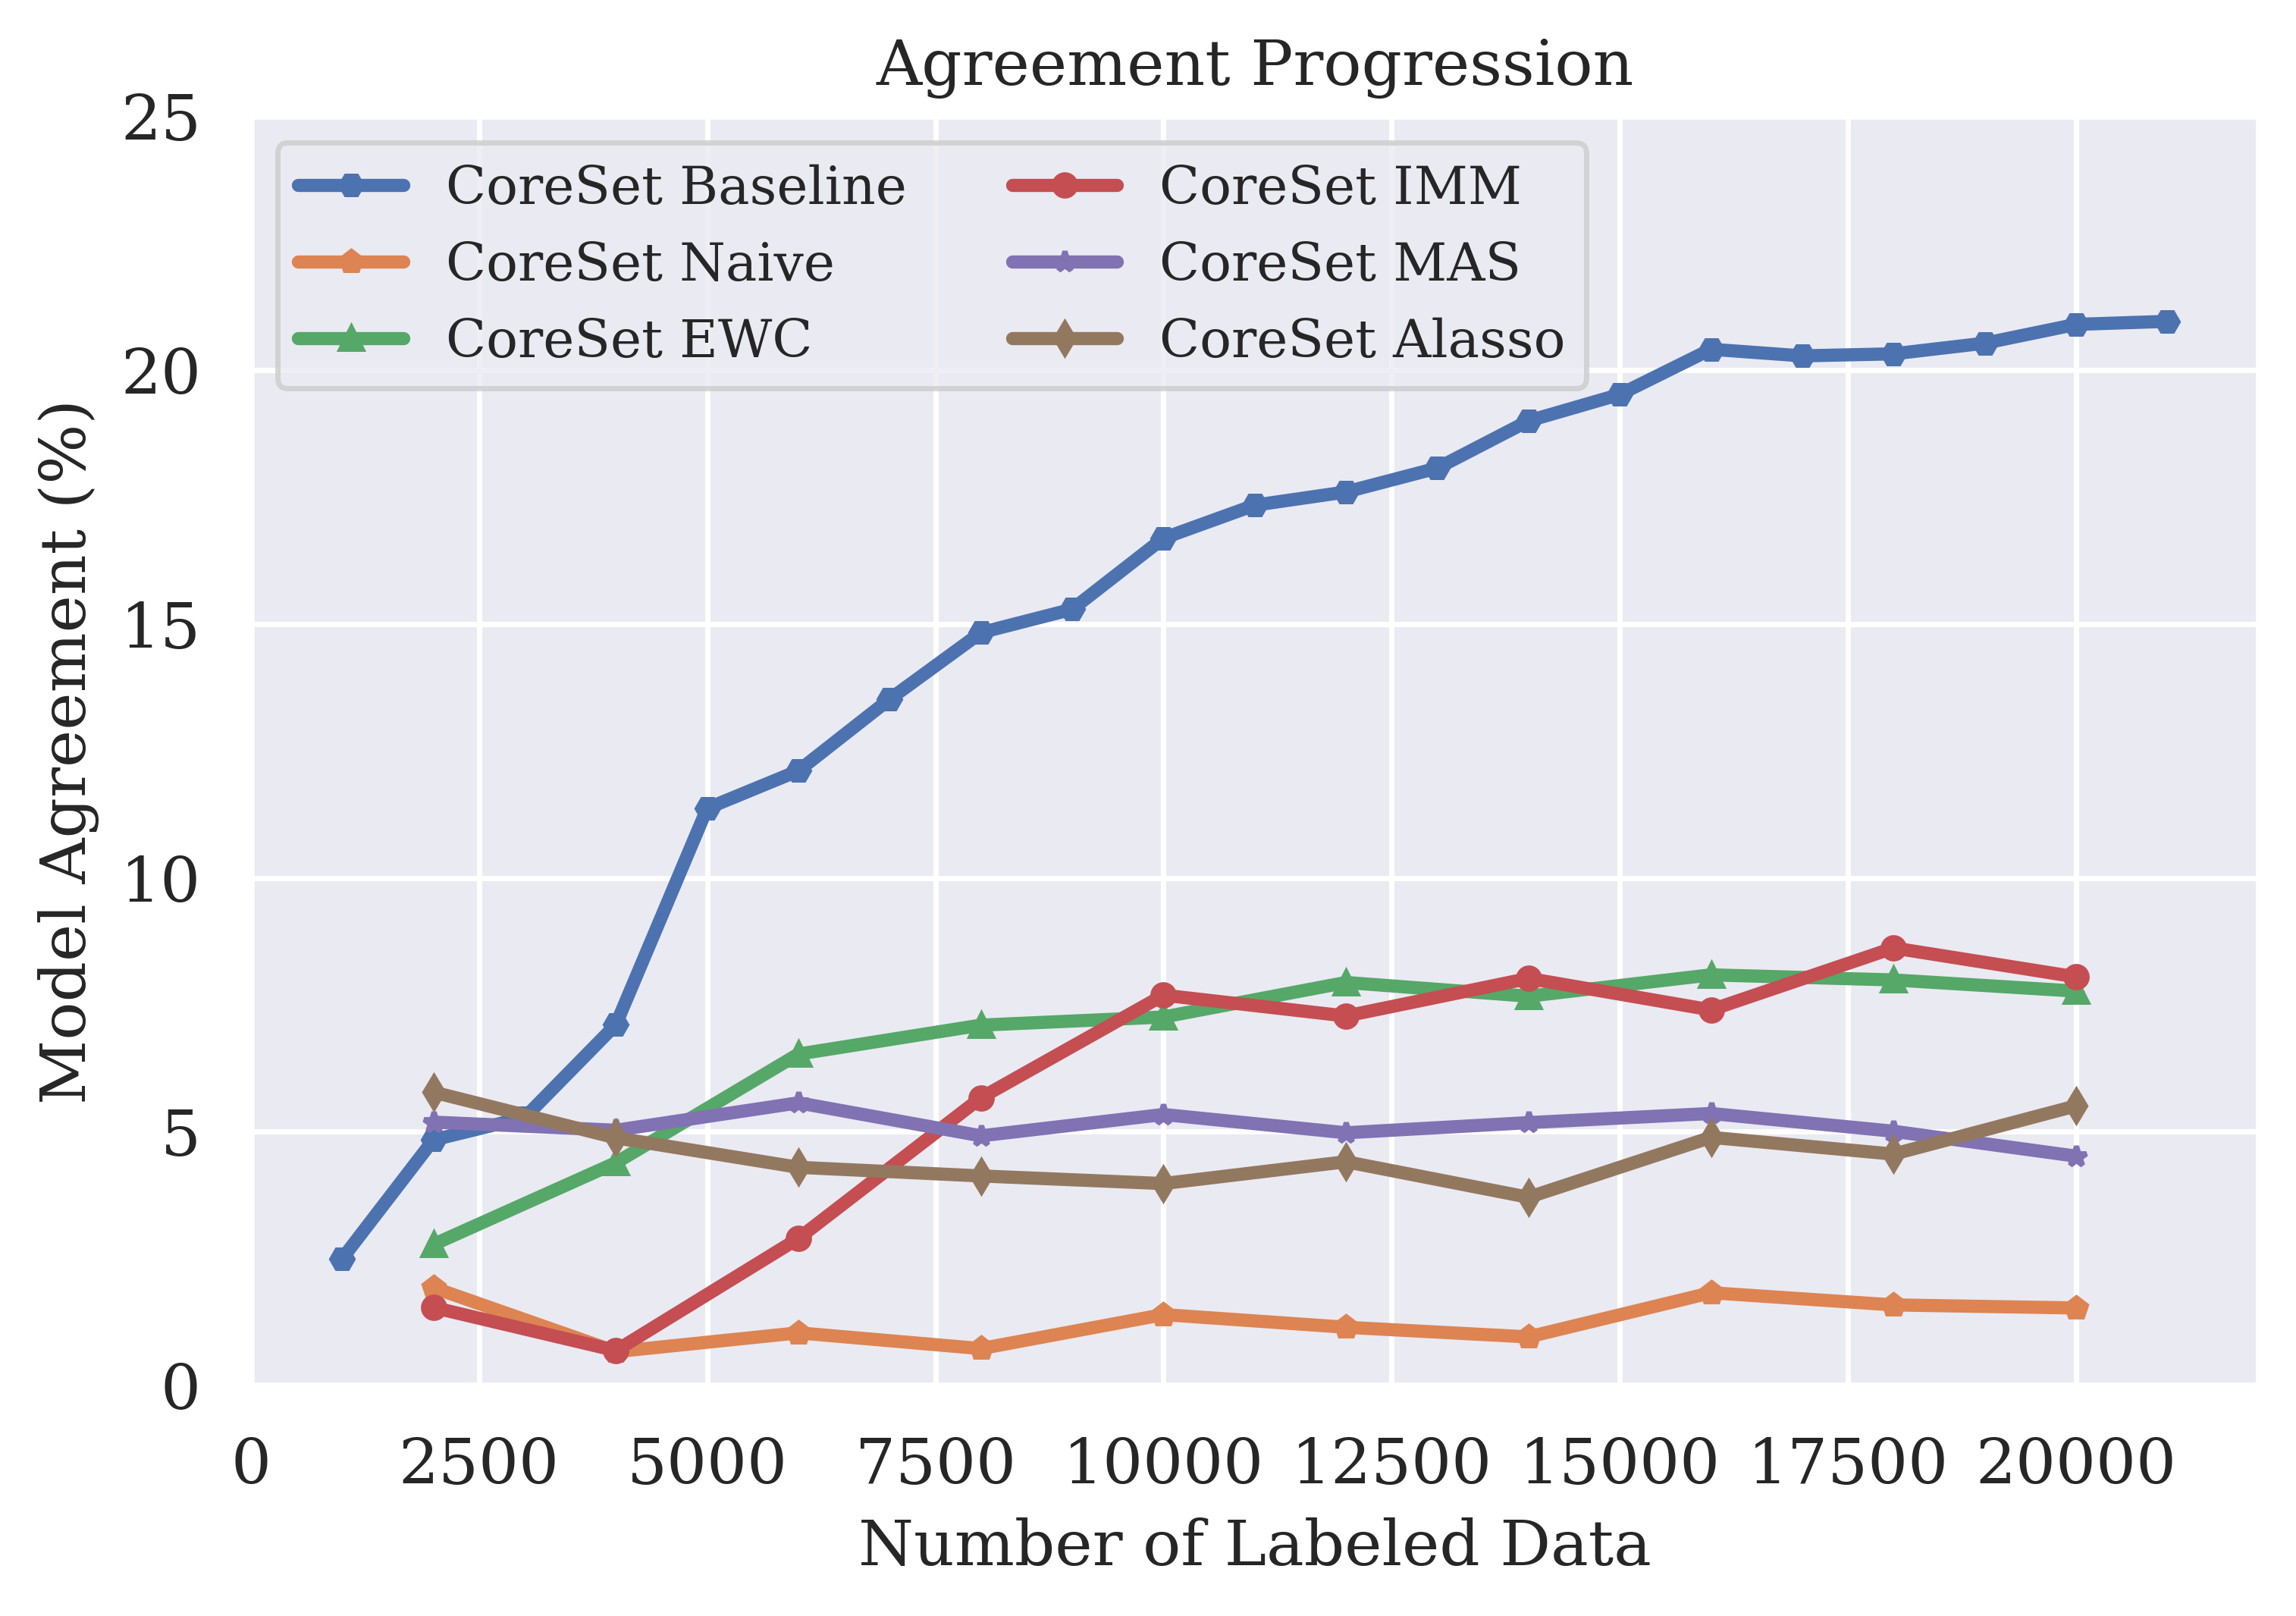 Agreement Progression
25
20
15
10
5
0
Model Agreement (%)
CoreSet Baseline
CoreSet Naive
CoreSet EWC
CoreSet IMM
CoreSet MAS
CoreSet Alasso
0 2500 5000 7500 10000 12500 15000 17500 20000
Number of Labeled Data